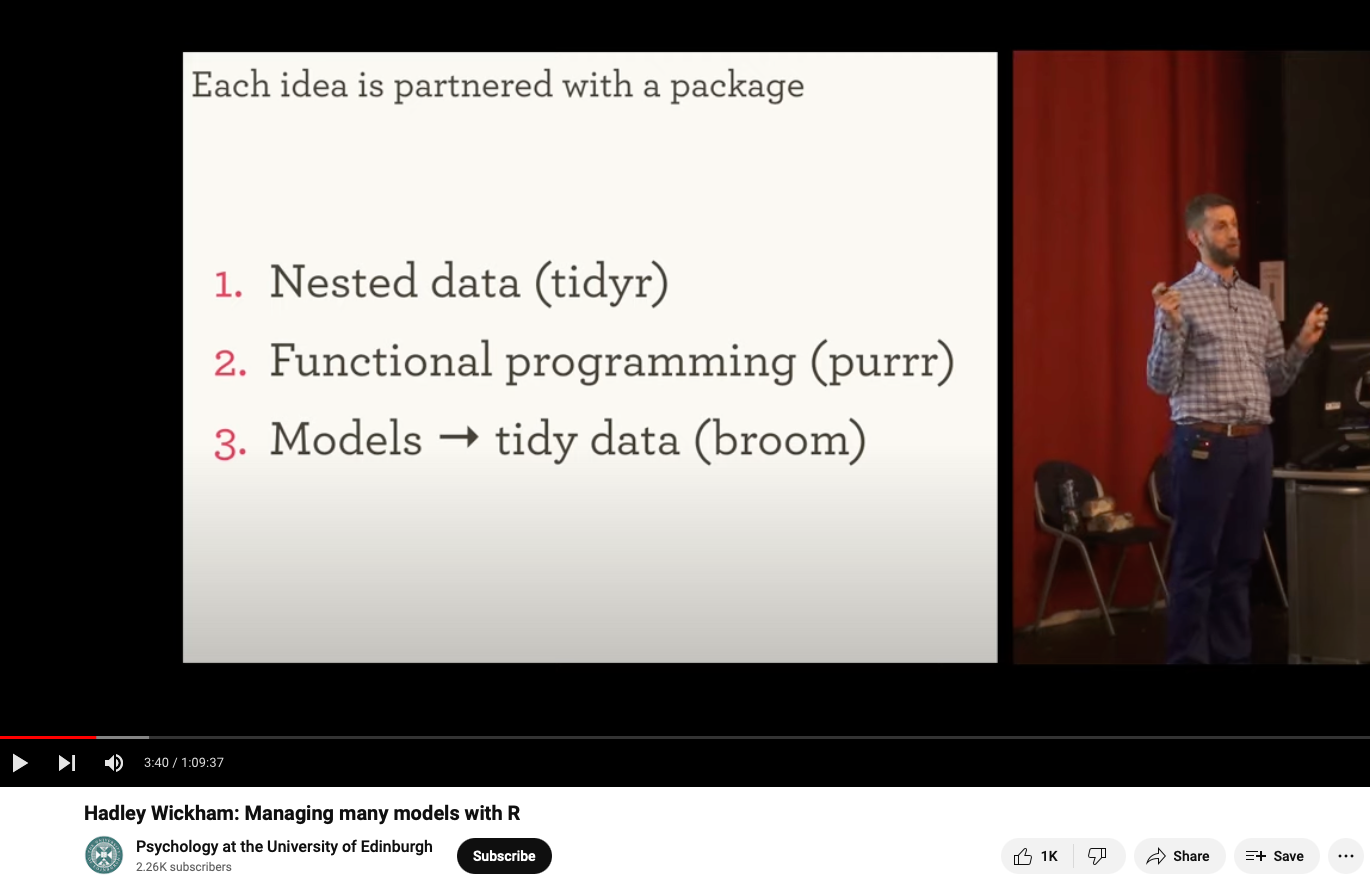 Each idea is partnered with a package
1. Nested data (tidyr)
2. Functional programming (purrr)
3. Models → tidy data (broom)
3:40 / 1:09:37
Hadley Wickham: Managing many models with R
Psychology at the University of Edinburgh
2.26K subscribers
Subscribe
1K
Share
Save